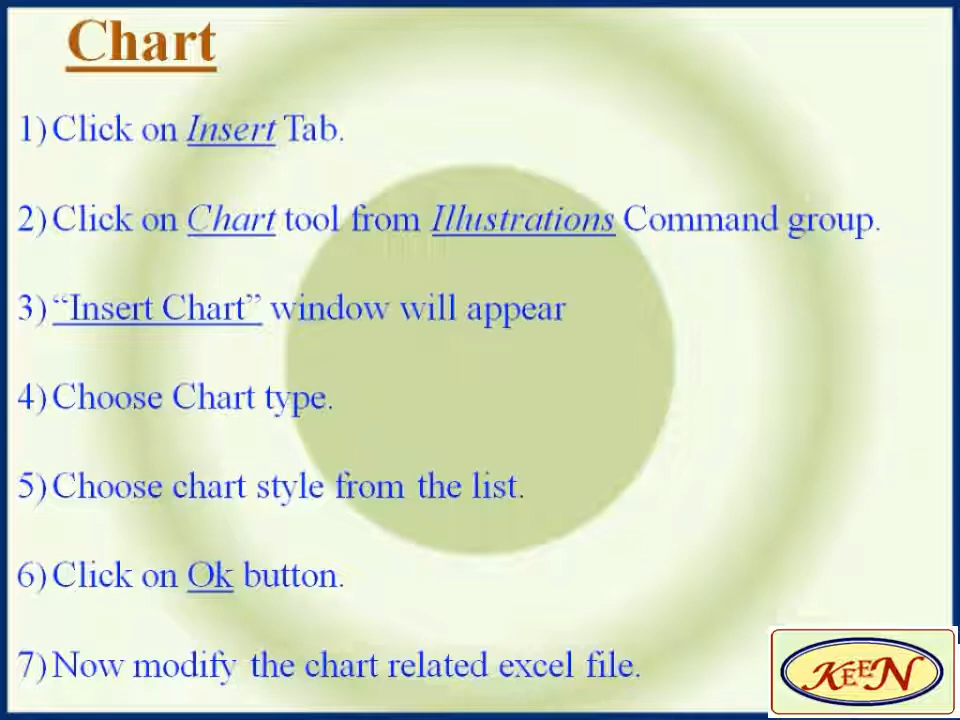 Chart
1) Click on Insert Tab.
2) Click on Chart tool from Illustrations Command group.
3) “Insert Chart” window will appear
4) Choose Chart type.
5) Choose chart style from the list.
6) Click on Ok button.
7) Now modify the chart related excel file.
KEEN